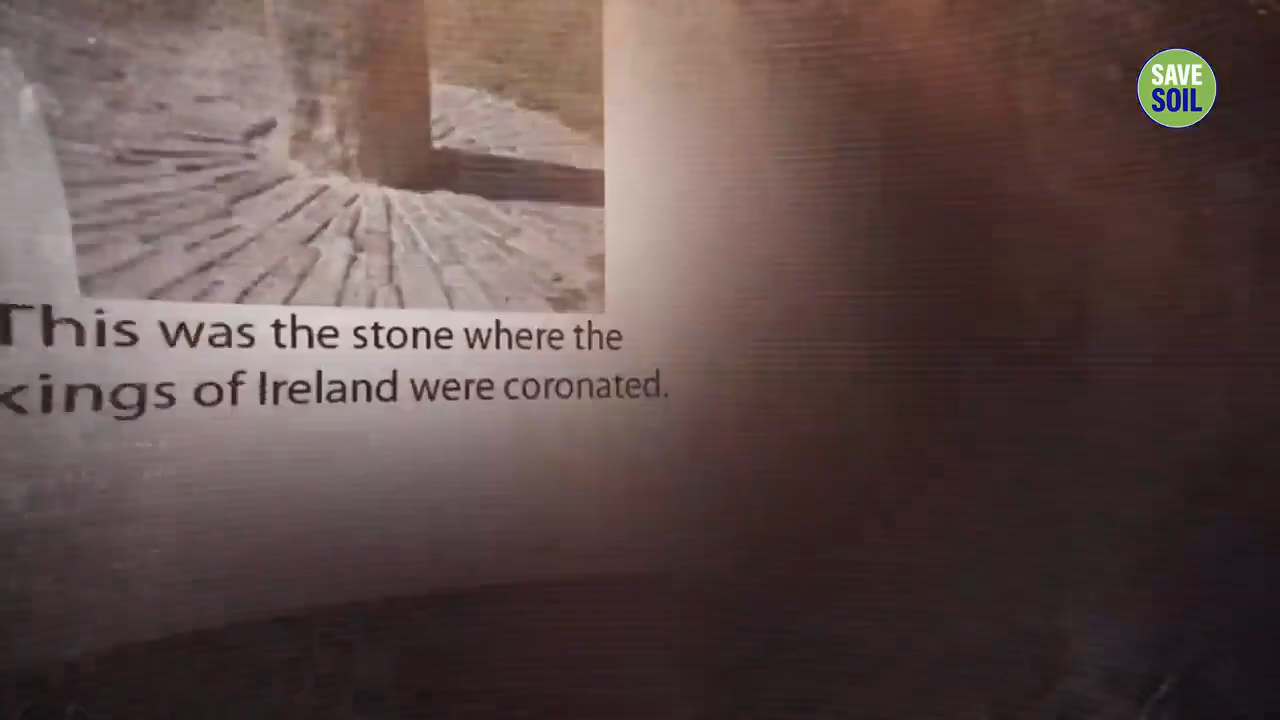 SAVE
SOIL
This was the stone where the
kings of Ireland were coronated.